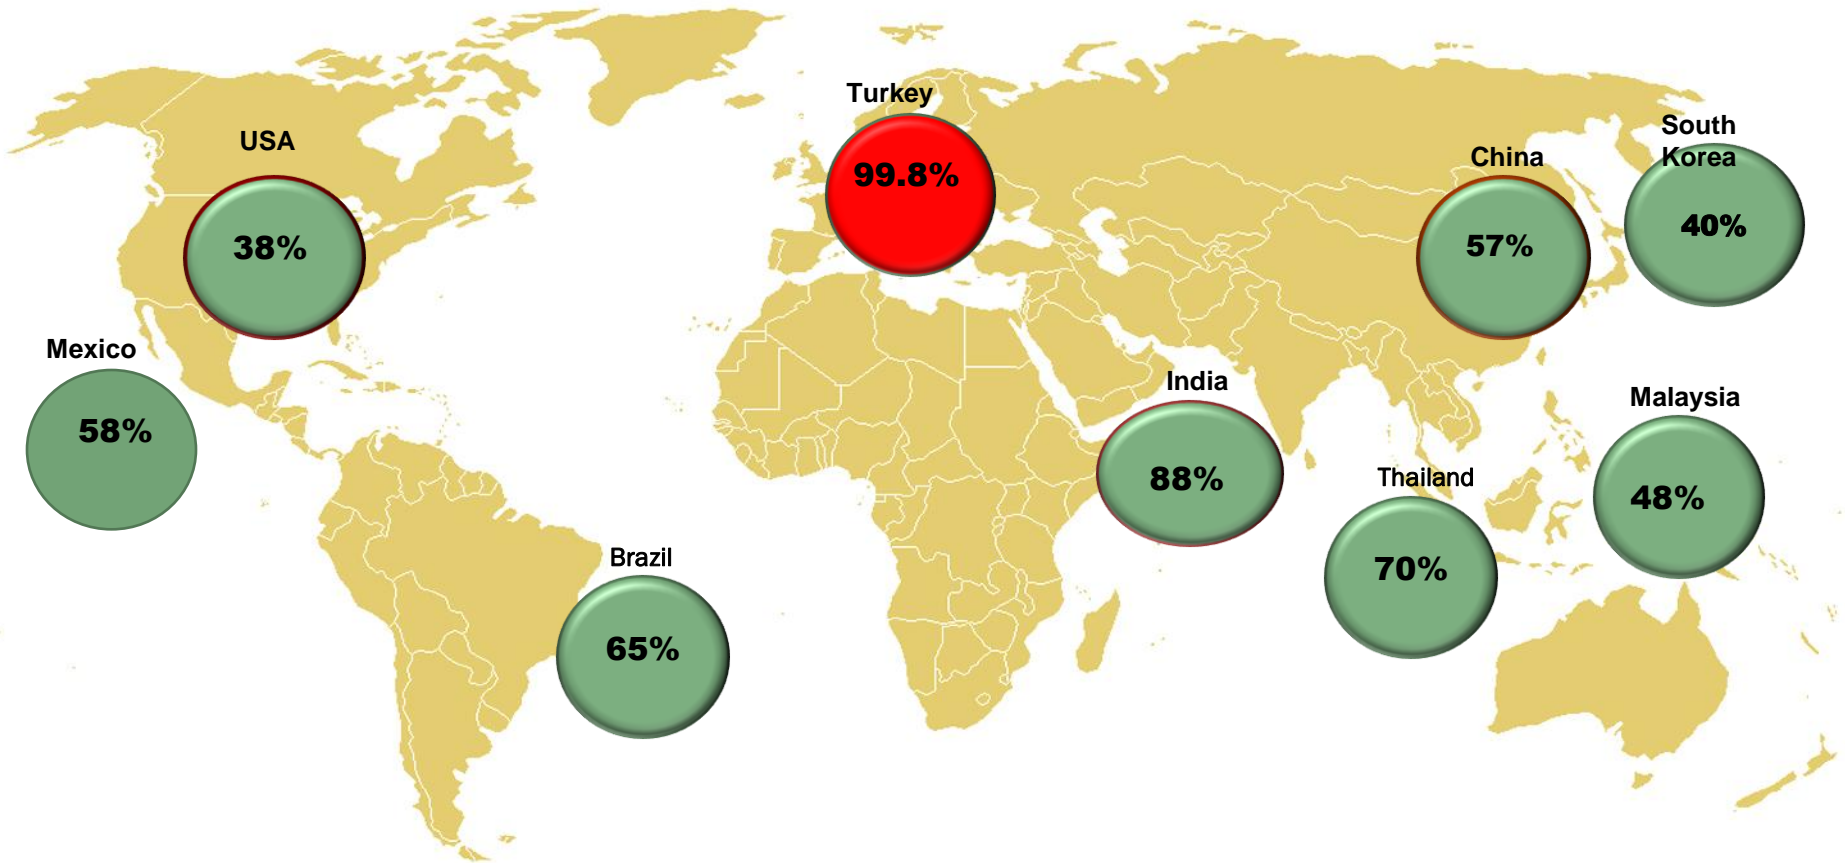 Turkey
99.8%
USA
38%
South
Korea
40%
China
57%
Mexico
58%
India
88%
Malaysia
48%
Thailand
70%
Brazil
65%